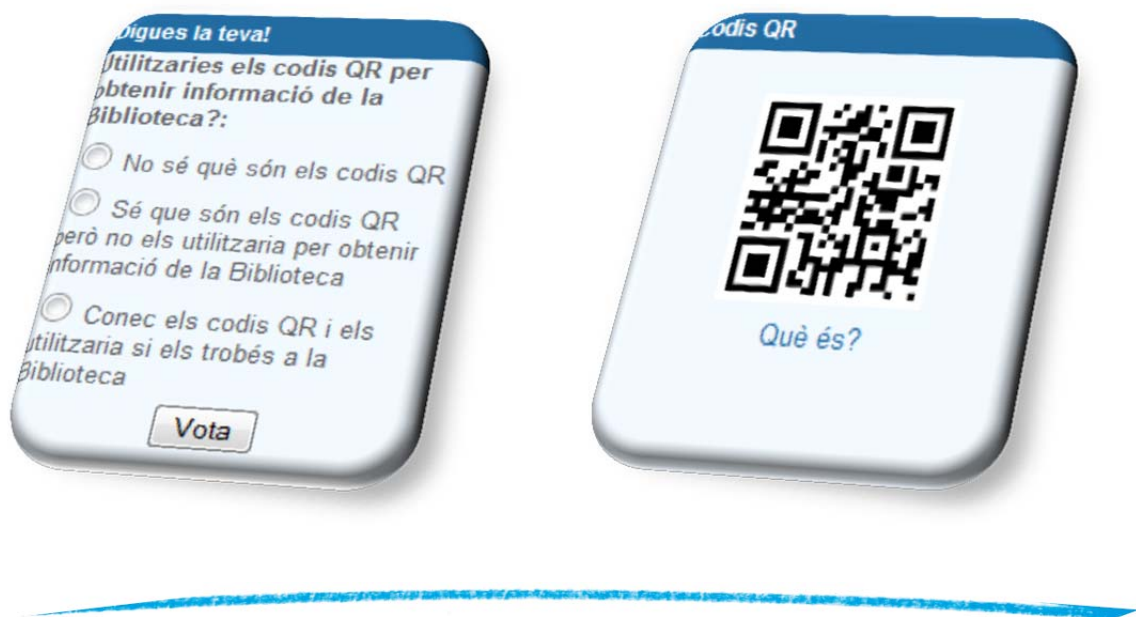 Digues la teva!
Utilitzaries els codis QR per
obtenir informació de la
Biblioteca?:
No sé què són els codis QR
Sé que són els codis QR
però no els utilitzaria per obtenir
informació de la Biblioteca
Conec els codis QR i els
utilitzaria si els trobés a la
Biblioteca
Vota
Codis QR
Què és?